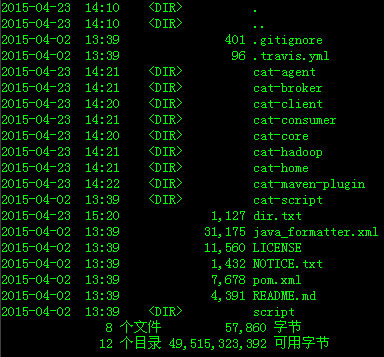 2015-04-23  14:10    <DIR>          .
2015-04-23  14:10    <DIR>          ..
2015-04-02  13:39               401 .gitignore
2015-04-02  13:39                96 .travis.yml
2015-04-23  14:21    <DIR>          cat-agent
2015-04-23  14:21    <DIR>          cat-broker
2015-04-23  14:20    <DIR>          cat-client
2015-04-23  14:21    <DIR>          cat-consumer
2015-04-23  14:20    <DIR>          cat-core
2015-04-23  14:21    <DIR>          cat-hadoop
2015-04-23  14:21    <DIR>          cat-home
2015-04-23  14:22    <DIR>          cat-maven-plugin
2015-04-02  13:39    <DIR>          cat-script
2015-04-23  15:20             1,127 dir.txt
2015-04-02  13:39            31,175 java_formatter.xml
2015-04-02  13:39            11,560 LICENSE
2015-04-02  13:39             1,432 NOTICE.txt
2015-04-02  13:39             7,678 pom.xml
2015-04-02  13:39             4,391 README.md
2015-04-02  13:39    <DIR>          script
8 个文件         57,860 字节
12 个目录 49,515,323,392 可用字节